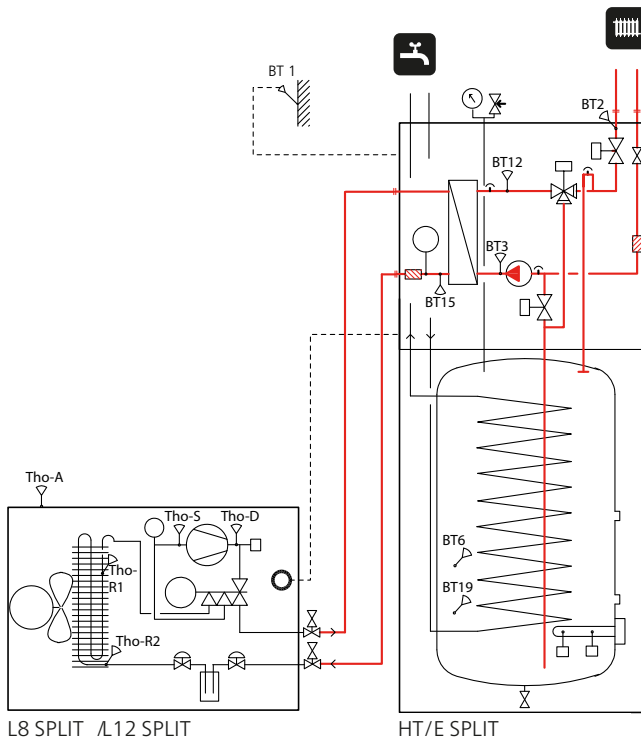 BT 1
BT2
BT12
BT3
BT15
Tho-A
Tho-S
Tho-D
Tho-
R1
BT6
BT19
Tho-R2
L8 SPLIT /L12 SPLIT
HT/E SPLIT